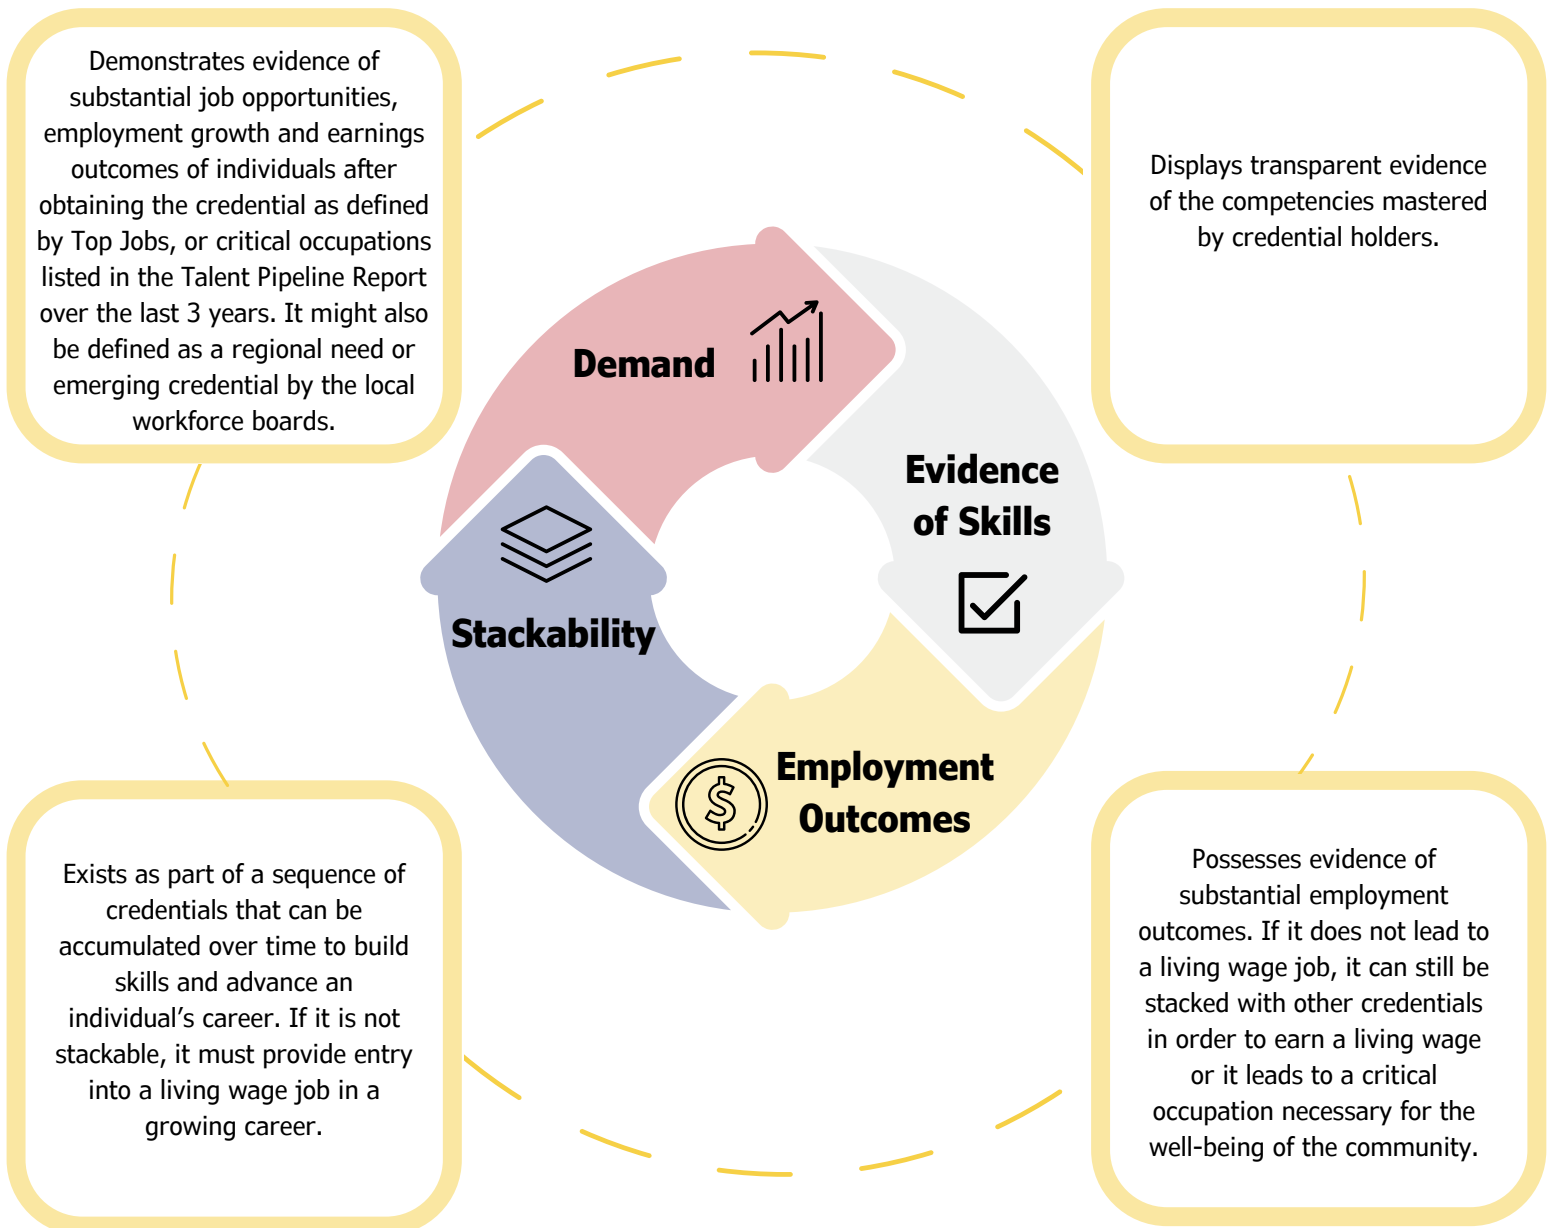 Demonstrates evidence of
substantial job opportunities,
employment growth and earnings
outcomes of individuals after
obtaining the credential as defined
by Top Jobs, or critical occupations
listed in the Talent Pipeline Report
over the last 3 years. It might also
be defined as a regional need or
emerging credential by the local
workforce boards.
Displays transparent evidence
of the competencies mastered
by credential holders.
Demand
Evidence
of Skills
Stackability
Employment
Outcomes
Exists as part of a sequence of
credentials that can be
accumulated over time to build
skills and advance an
individual’s career. If it is not
stackable, it must provide entry
into a living wage job in a
growing career.
Possesses evidence of
substantial employment
outcomes. If it does not lead to
a living wage job, it can still be
stacked with other credentials
in order to earn a living wage
or it leads to a critical
occupation necessary for the
well-being of the community.